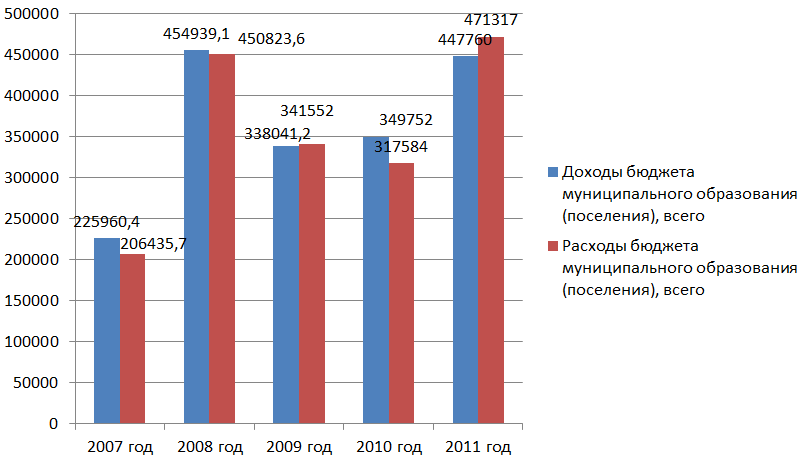 500000
450000
400000
350000
300000
250000
200000
150000
100000
50000
0
225960,4
206435,7
454939,1
450823,6
338041,2
341552
349752
317584
447760
471317
2007 год
2008 год
2009 год
2010 год
2011 год
Доходы бюджета
муниципального образования
(поселения), всего
Расходы бюджета
муниципального образования
(поселения), всего